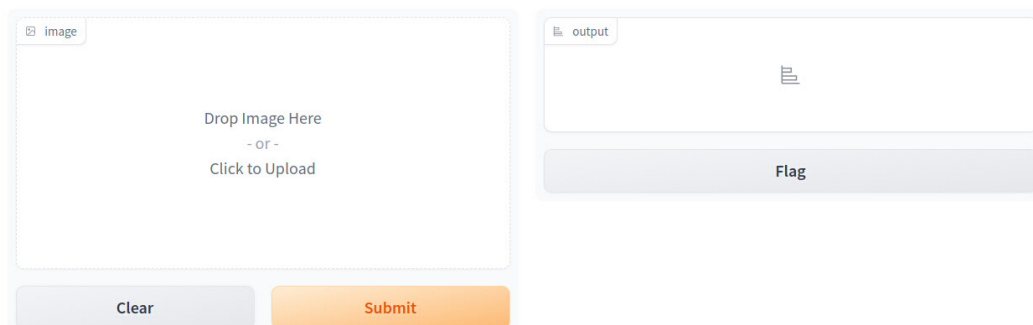 image
Drop Image Here
- or -
Click to Upload
Clear
Submit
output
Flag